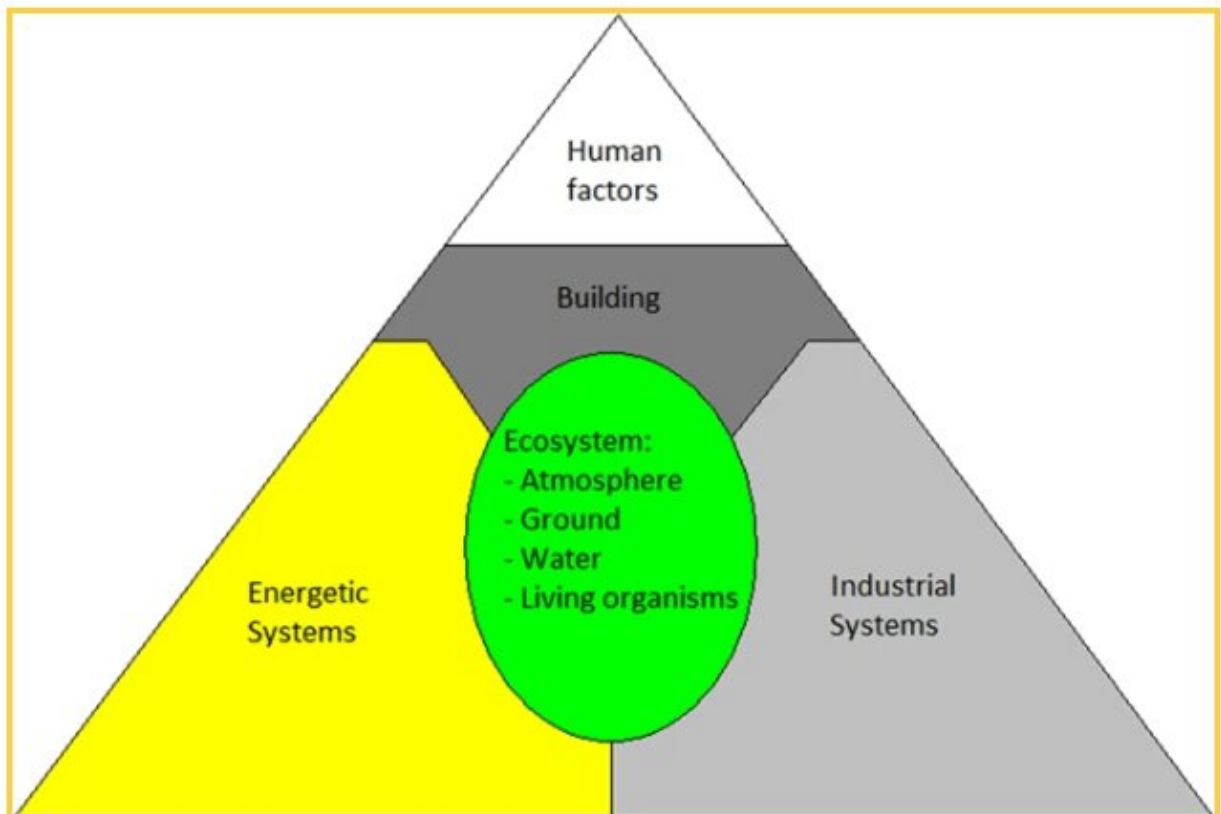 Human
factors
Building
Ecosystem:
- Atmosphere
- Ground
- Water
- Living organisms
Energetic
Systems
Industrial
Systems